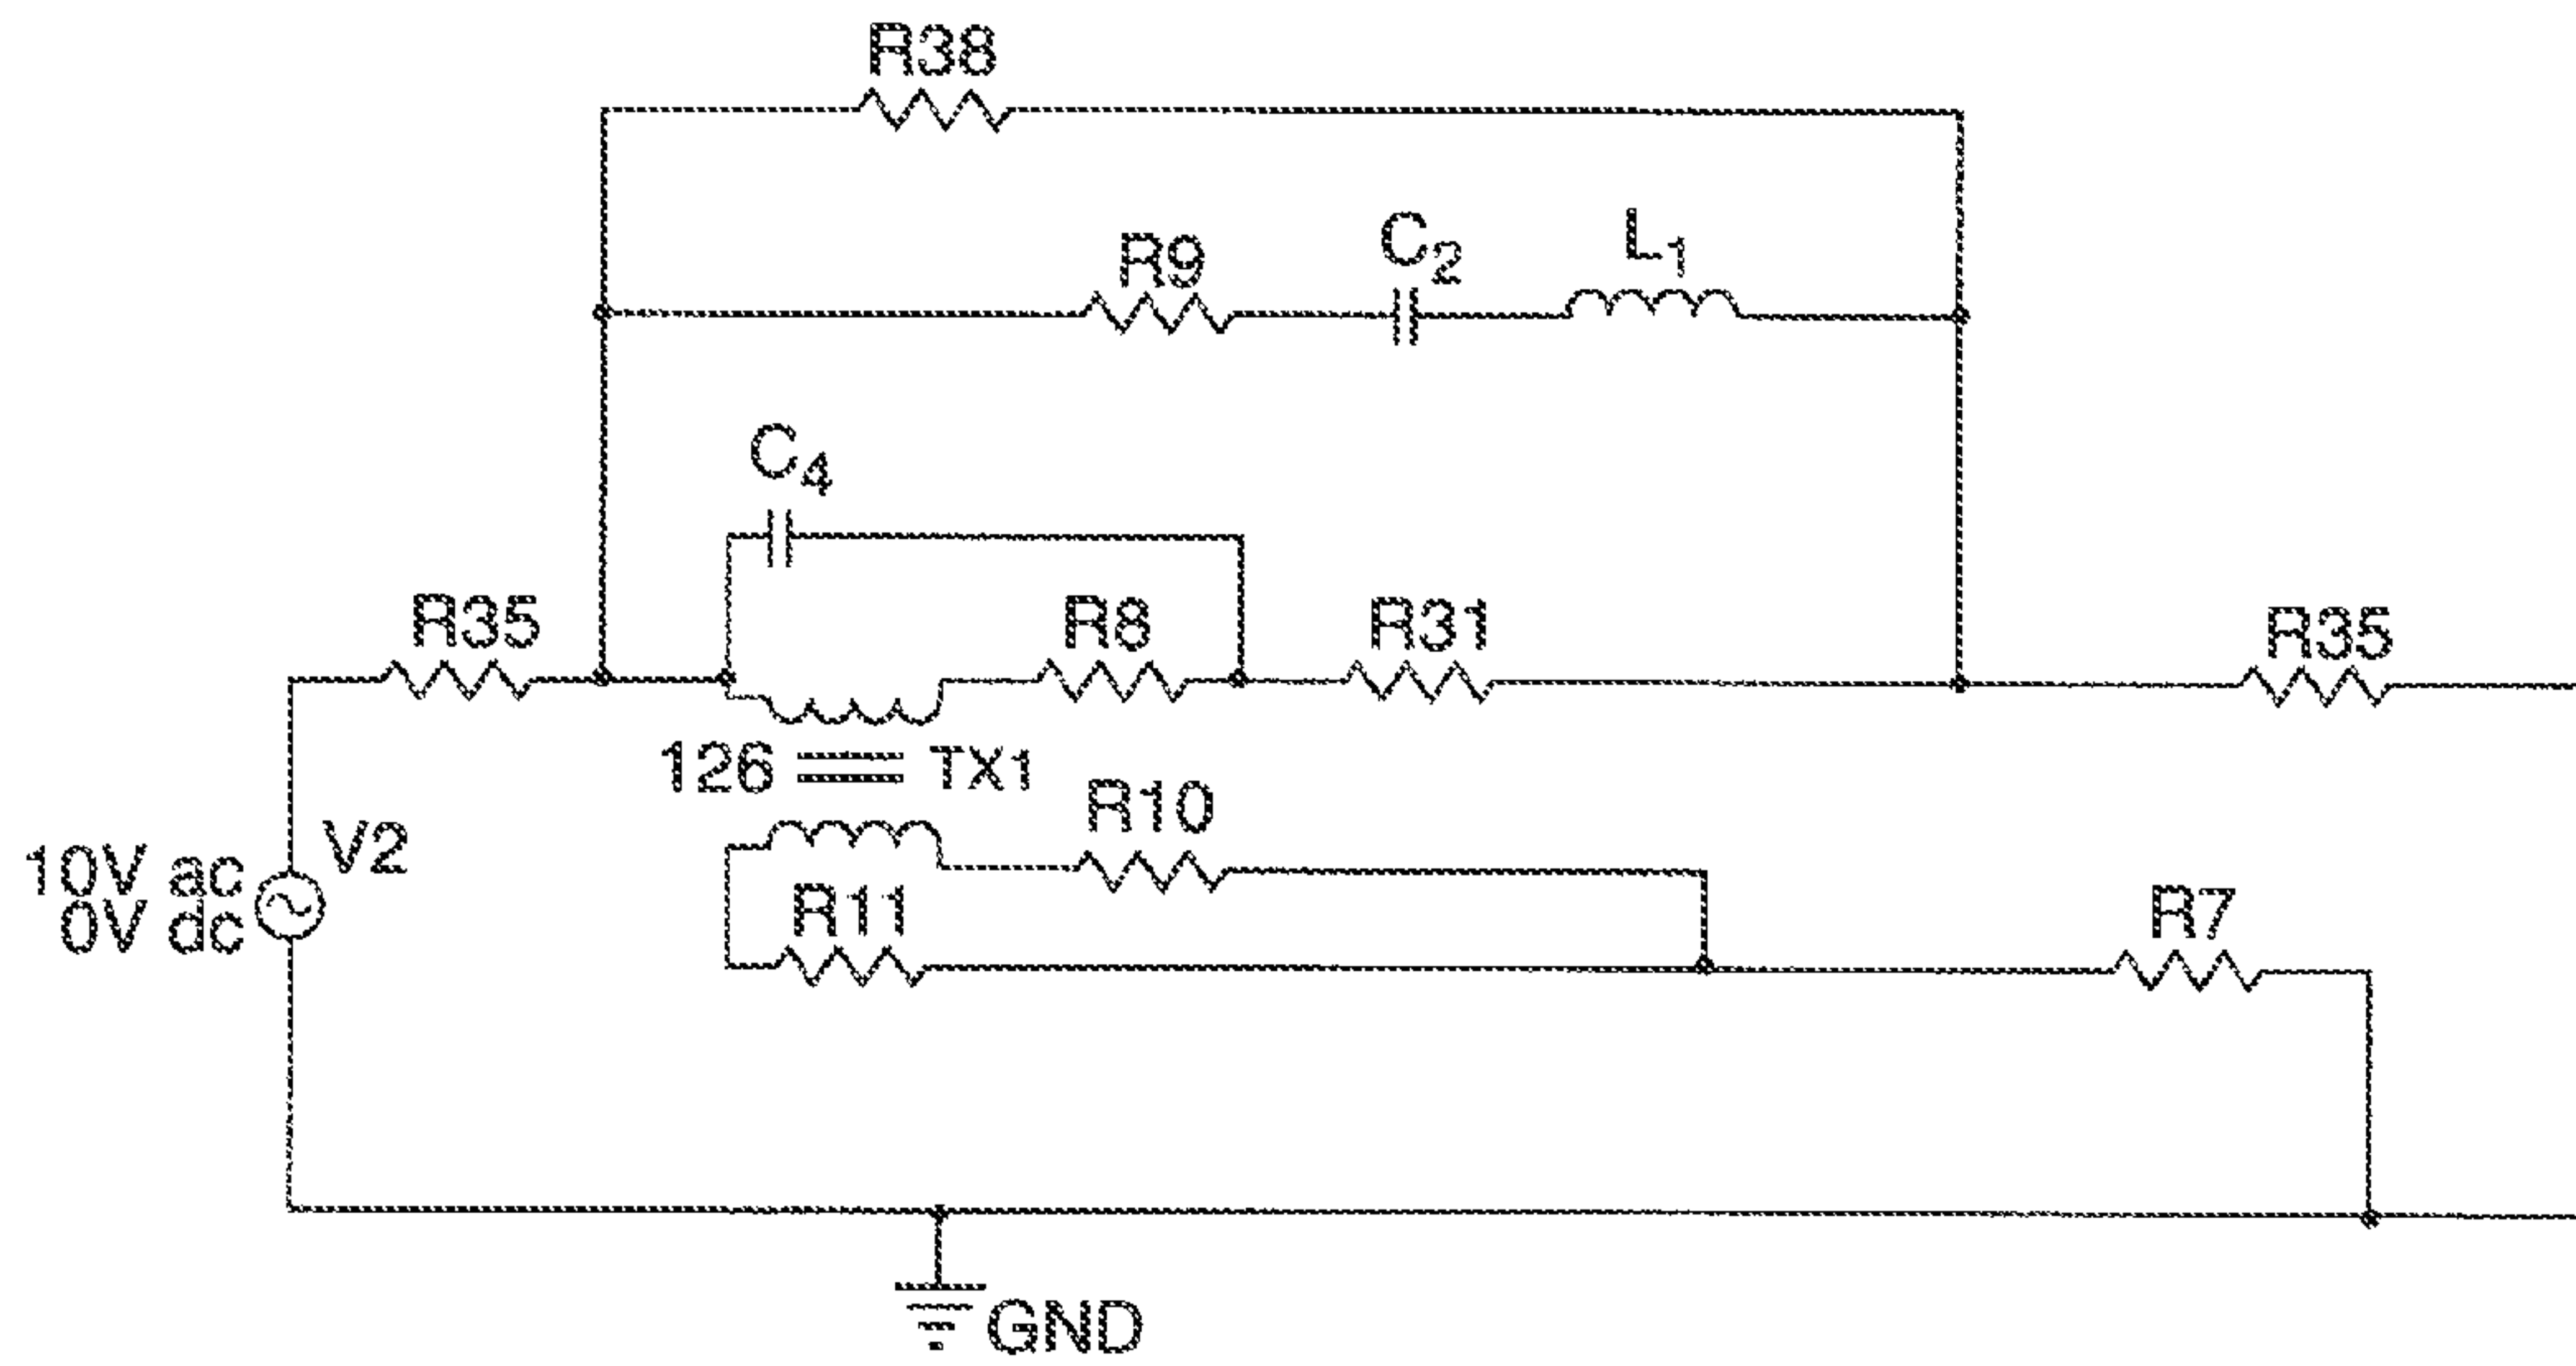 R38
R9
C2
L1
C4
R35
R8
R31
R35
126
TX1
R10
V2
10V ac
0V dc
R11
R7
GND